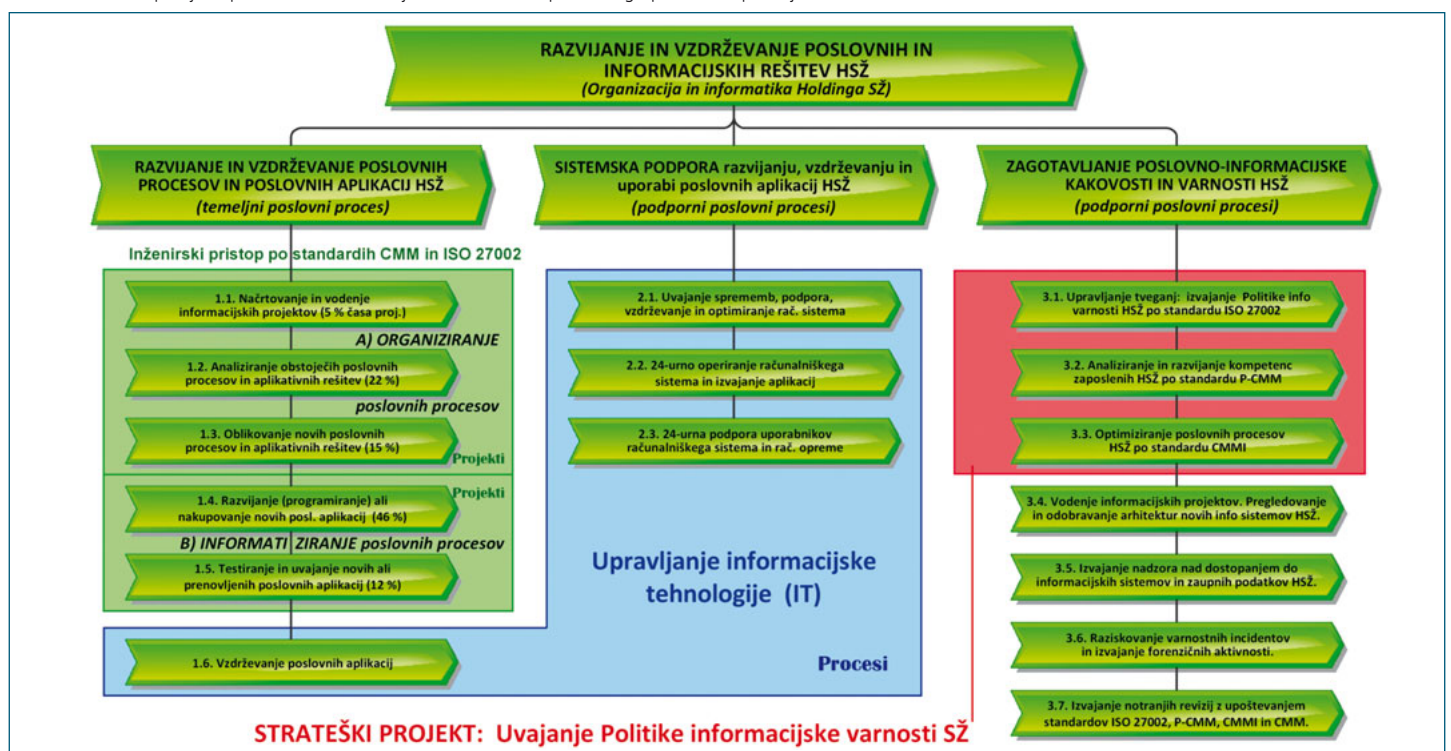 RAZVIJANJE IN VZDRŽEVANJE POSLOVNIH IN
INFORMACIJSKIH REŠITEV HSŽ
(Organizacija in informatika Holdinga SŽ)
RAZVIJANJE IN VZDRŽEVANJE POSLOVNIH
PROCESOV IN POSLOVNIH APLIKACIJ HSŽ
(temeljni poslovni proces)
Inženirski pristop po standardih CMM in ISO 27002
1.1. Načrtovanje in vodenje
informacijskih projektov (5 % časa proj.)
A) ORGANIZIRANJE
1.2. Analiziranje obstoječih poslovnih
procesov in aplikativnih rešitev (22 %)
poslovnih procesov
1.3. Oblikovanje novih poslovnih
procesov in aplikativnih rešitev (15 %)
Projekti
Projekti
1.4. Razvijanje (programiranje) ali
nakupovanje novih posl. aplikacij (46 %)
B) INFORMATI ZIRANJE poslovnih procesov
1.5. Testiranje in uvajanje novih ali
prenovljenih poslovnih aplikacij (12 %)
1.6. Vzdrževanje poslovnih aplikacij
SISTEMSKA PODPORA razvijanju, vzdrževanju in
uporabi poslovnih aplikacij HSŽ
(podporni poslovni procesi)
2.1. Uvajanje sprememb, podpora,
vzdrževanje in optimiranje rač. sistema
2.2. 24-urno operiranje računalniškega
sistema in izvajanje aplikacij
2.3. 24-urna podpora uporabnikov
računalniškega sistema in rač. opreme
Upravljanje informacijske
tehnologije (IT)
Procesi
ZAGOTAVLJANJE POSLOVNO-INFORMACIJSKE
KAKOVOSTI IN VARNOSTI HSŽ
(podporni poslovni procesi)
3.1. Upravljanje tveganj: izvajanje Politike info
varnosti HSŽ po standardu ISO 27002
3.2. Analiziranje in razvijanje kompetenc
zaposlenih HSŽ po standardu P-CMM
3.3. Optimiziranje poslovnih procesov
HSŽ po standardu CMMI
3.4. Vodenje informacijskih projektov. Pregledovanje
in odobravanje arhitektur novih info sistemov HSŽ.
3.5. Izvajanje nadzora nad dostopanjem do
informacijskih sistemov in zaupnih podatkov HSŽ.
3.6. Raziskovanje varnostnih incidentov
in izvajanje forenzičnih aktivnosti.
3.7. Izvajanje notranjih revizij z upoštevanjem
standardov ISO 27002, P-CMM, CMMI in CMM.
STRATEŠKI PROJEKT: Uvajanje Politike informacijske varnosti SŽ